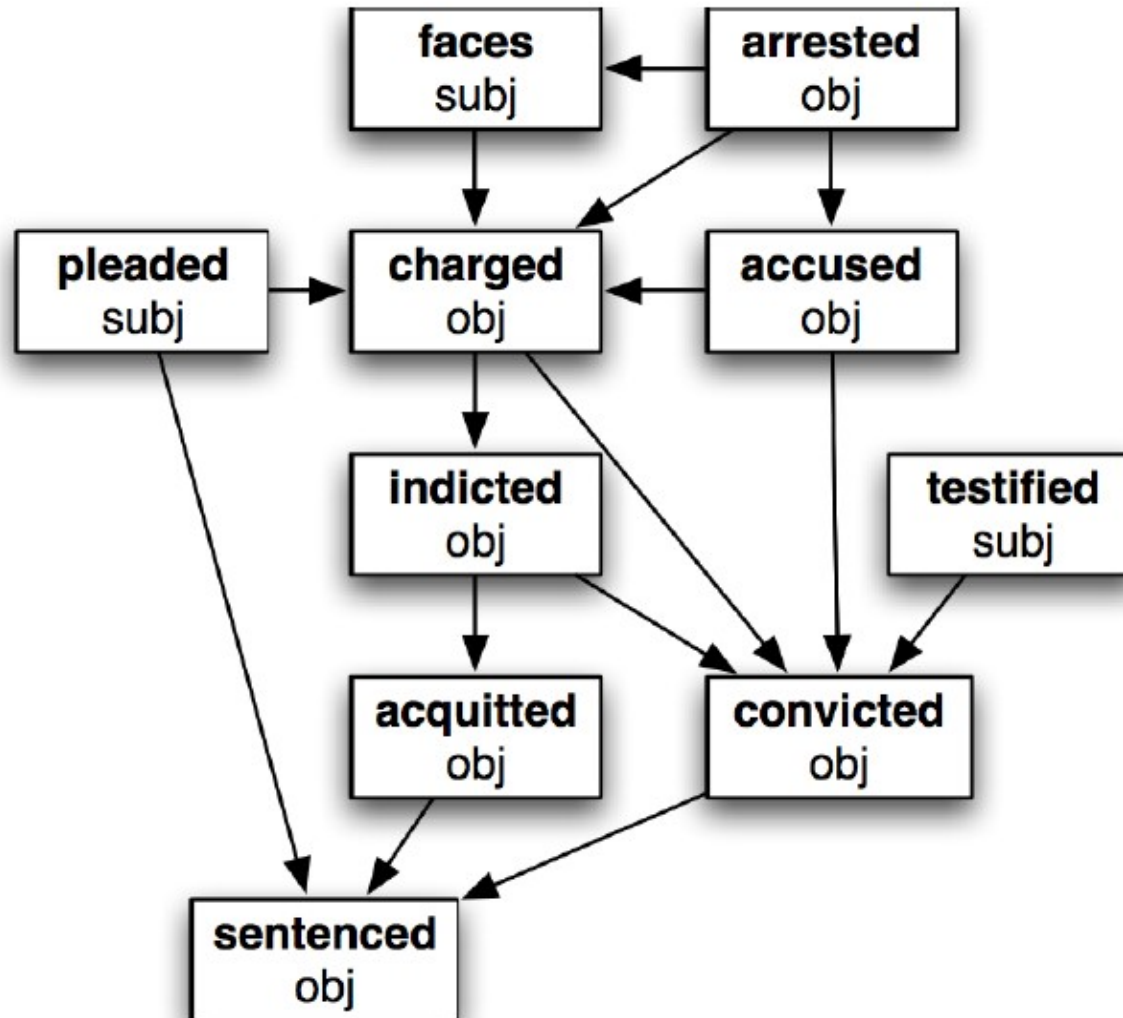 faces
subj
arrested
obj
pleaded
subj
charged
obj
accused
obj
indicted
obj
testified
subj
acquitted
obj
convicted
obj
sentenced
obj